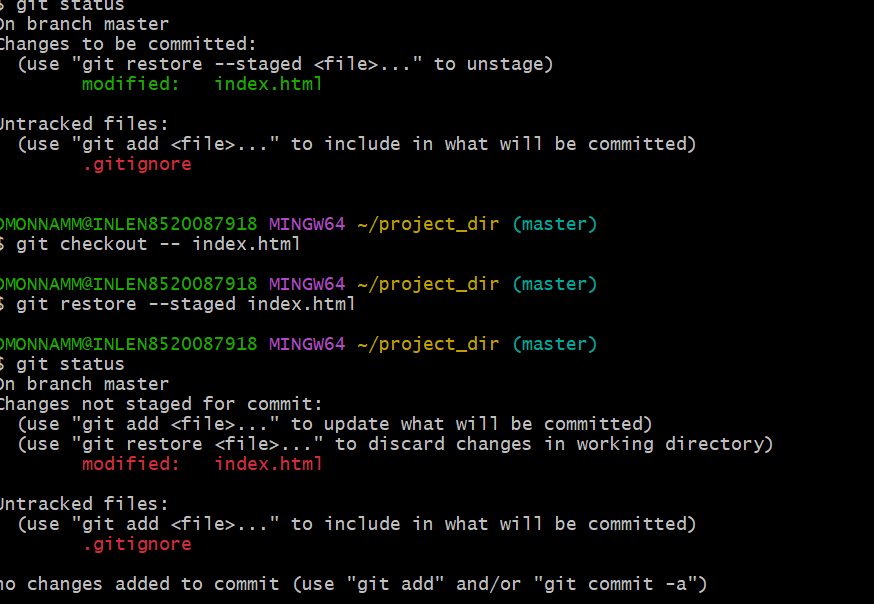 $ git status
On branch master
Changes to be committed:
  (use "git restore --staged <file>..." to unstage)
        modified:   index.html

Untracked files:
  (use "git add <file>..." to include in what will be committed)
        .gitignore

OMONNAMM@INLEN8520087918 MINGW64 ~/project_dir (master)
$ git checkout -- index.html

OMONNAMM@INLEN8520087918 MINGW64 ~/project_dir (master)
$ git restore --staged index.html

OMONNAMM@INLEN8520087918 MINGW64 ~/project_dir (master)
$ git status
On branch master
Changes not staged for commit:
  (use "git add <file>..." to update what will be committed)
  (use "git restore <file>..." to discard changes in working directory)
        modified:   index.html

Untracked files:
  (use "git add <file>..." to include in what will be committed)
        .gitignore

no changes added to commit (use "git add" and/or "git commit -a")